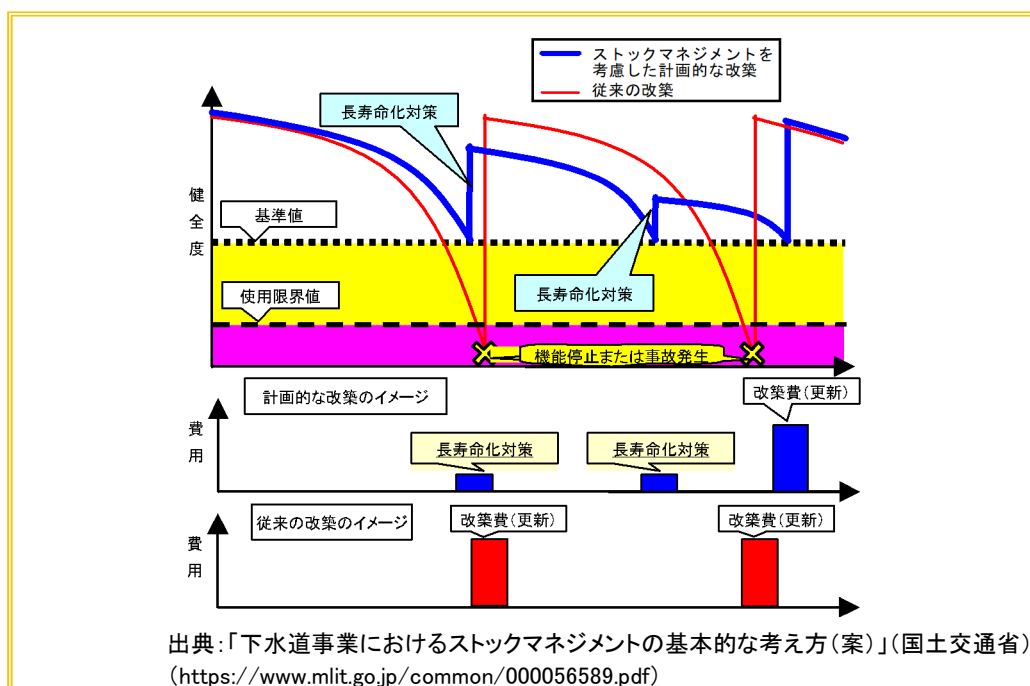 ストックマネジメントを
考慮した計画的な改築
従来の改築
長寿命化対策
健全度
基準値
長寿命化対策
使用限界値
機能停止または事故発生
計画的な改築のイメージ
改築費(更新)
費用
長寿命化対策
長寿命化対策
従来の改築のイメージ
改築費(更新)
改築費(更新)
費用
出典:「下水道事業におけるストックマネジメントの基本的な考え方(案)」(国土交通省)
(https://www.mlit.go.jp/common/000056589.pdf)